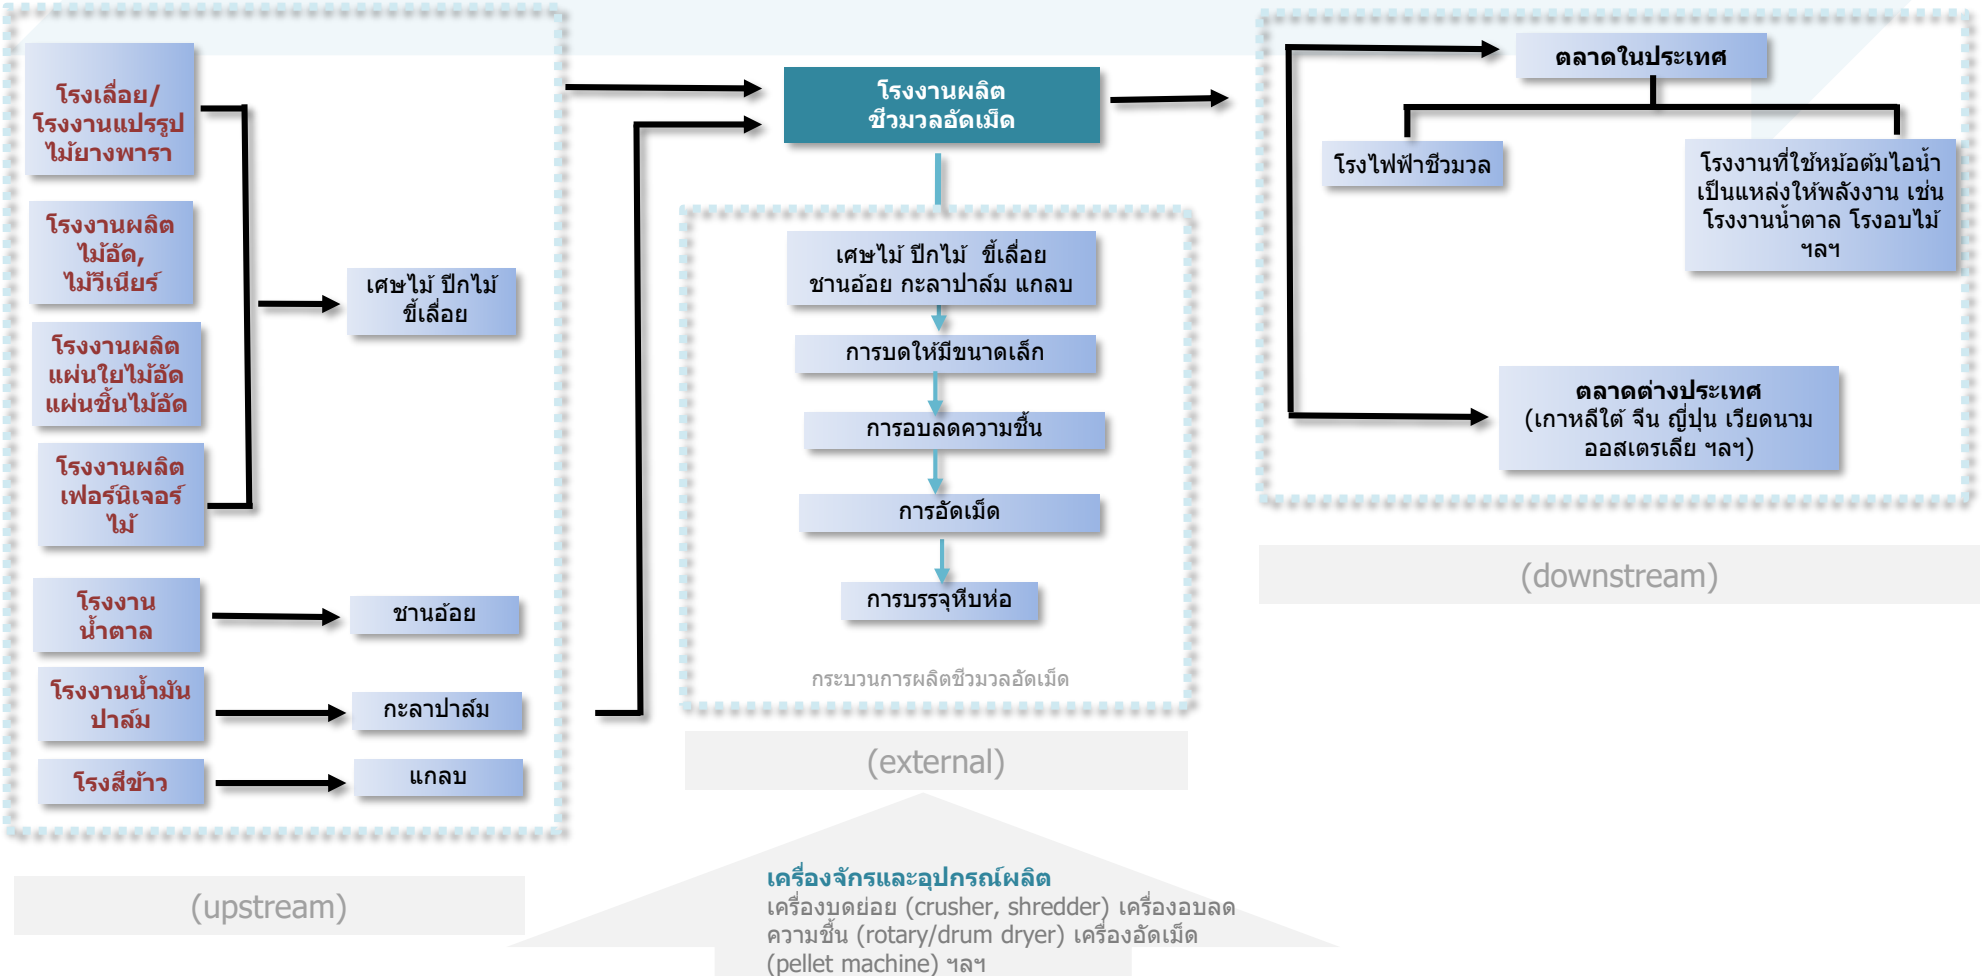 โรงเลื่อย/
โรงงานแปรรูป
ไม้ยางพารา
โรงงานผลิต
ไม้อัด,
ไม้วีเนียร์
โรงงานผลิต
แผ่นใยไม้อัด
แผ่นชิ้นไม้อัด
โรงงานผลิต
เฟอร์นิเจอร์
ไม้
เศษไม้ ปีกไม้
ขี้เลื่อย
โรงงาน
น้ำตาล
ชานอ้อย
โรงงานน้ำมัน
ปาล์ม
กะลาปาล์ม
โรงสีข้าว
แกลบ
(upstream)
โรงงานผลิต
ชีวมวลอัดเม็ด
เศษไม้ ปีกไม้ ขี้เลื่อย
ชานอ้อย กะลาปาล์ม แกลบ
การบดให้มีขนาดเล็ก
การอบลดความชื้น
การอัดเม็ด
การบรรจุหีบห่อ
กระบวนการผลิตชีวมวลอัดเม็ด
(external)
เครื่องจักรและอุปกรณ์ผลิต
เครื่องบดย่อย (crusher, shredder) เครื่องอบลด
ความชื้น (rotary/drum dryer) เครื่องอัดเม็ด
(pellet machine) ฯลฯ
ตลาดในประเทศ
โรงไฟฟ้าชีวมวล
โรงงานที่ใช้หม้อต้มไอน้ำ
เป็นแหล่งให้พลังงาน เช่น
โรงงานน้ำตาล โรงอบไม้
ฯลฯ
ตลาดต่างประเทศ
(เกาหลีใต้ จีน ญี่ปุ่น เวียดนาม
ออสเตรเลีย ฯลฯ)
(downstream)